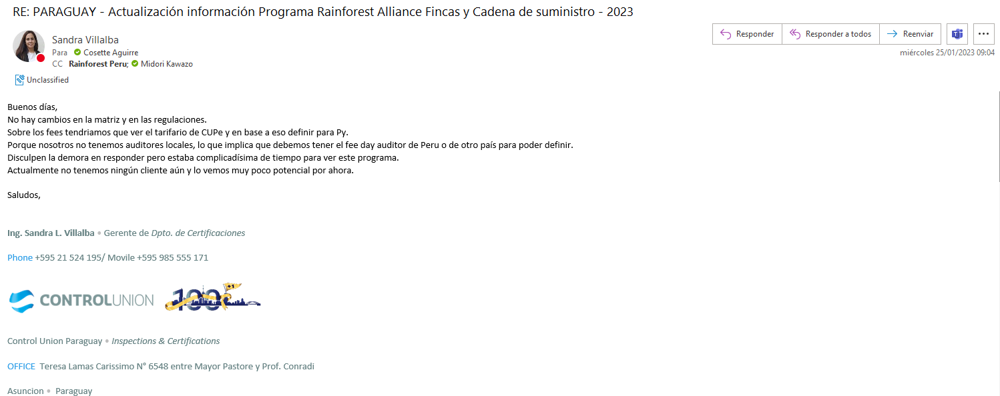 RE: PARAGUAY - Actualización información Programa Rainforest Alliance Fincas y Cadena de suministro - 2023
Sandra Villalba
Para Cosette Aguirre
CC Rainforest Peru; Midori Kawazo
Responder Responder a todos Reenviar
miércoles 25/01/2023 09:04
Unclassified
Buenos días,
No hay cambios en la matriz y en las regulaciones.
Sobre los fees tendriamos que ver el tarifario de CUPe y en base a eso definir para Py.
Porque nosotros no tenemos auditores locales, lo que implica que debemos tener el fee day auditor de Peru o de otro país para poder definir.
Disculpen la demora en responder pero estaba complicadísima de tiempo para ver este programa.
Actualmente no tenemos ningún cliente aún y lo vemos muy poco potencial por ahora.
Saludos,
Ing. Sandra L. Villalba • Gerente de Dpto. de Certificaciones
Phone +595 21 524 195/ Movile +595 985 555 171
CONTROLUNION 100 +1
Control Union Paraguay • Inspections & Certifications
OFFICE Teresa Lamas Carissimo N° 6548 entre Mayor Pastore y Prof. Conradi
Asuncion • Paraguay